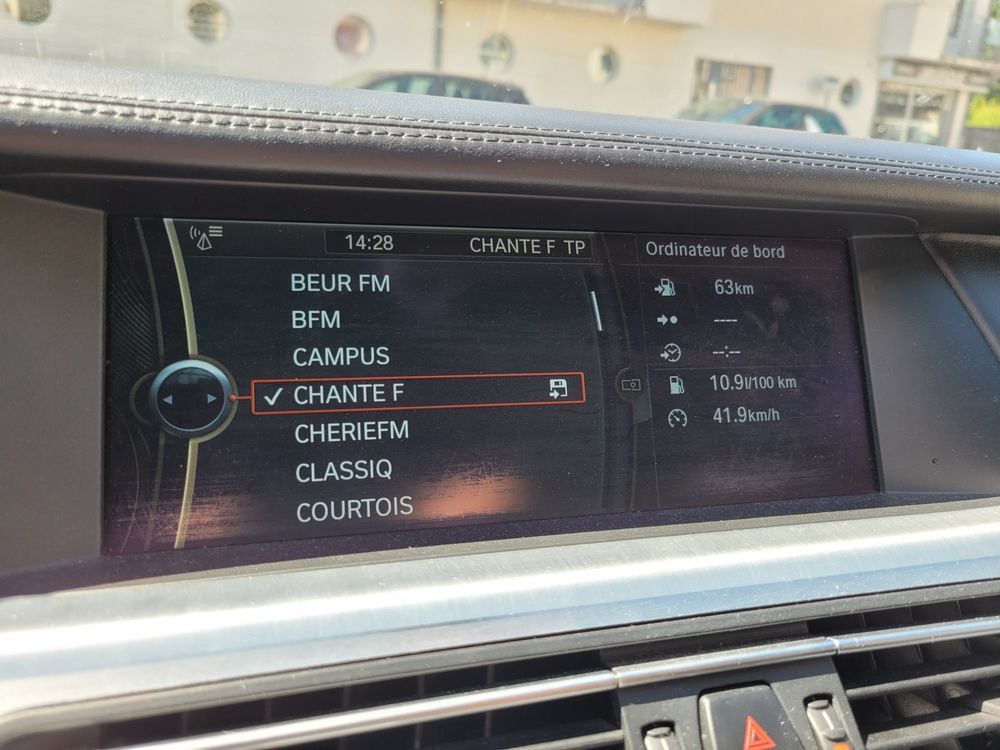 14:28 CHANTE F TP
BEUR FM
BFM
CAMPUS
CHANTE F
CHERIEFM
CLASSIQ
COURTOIS
Ordinateur de bord
63km
----
--:--
10.9l/100 km
41.9km/h